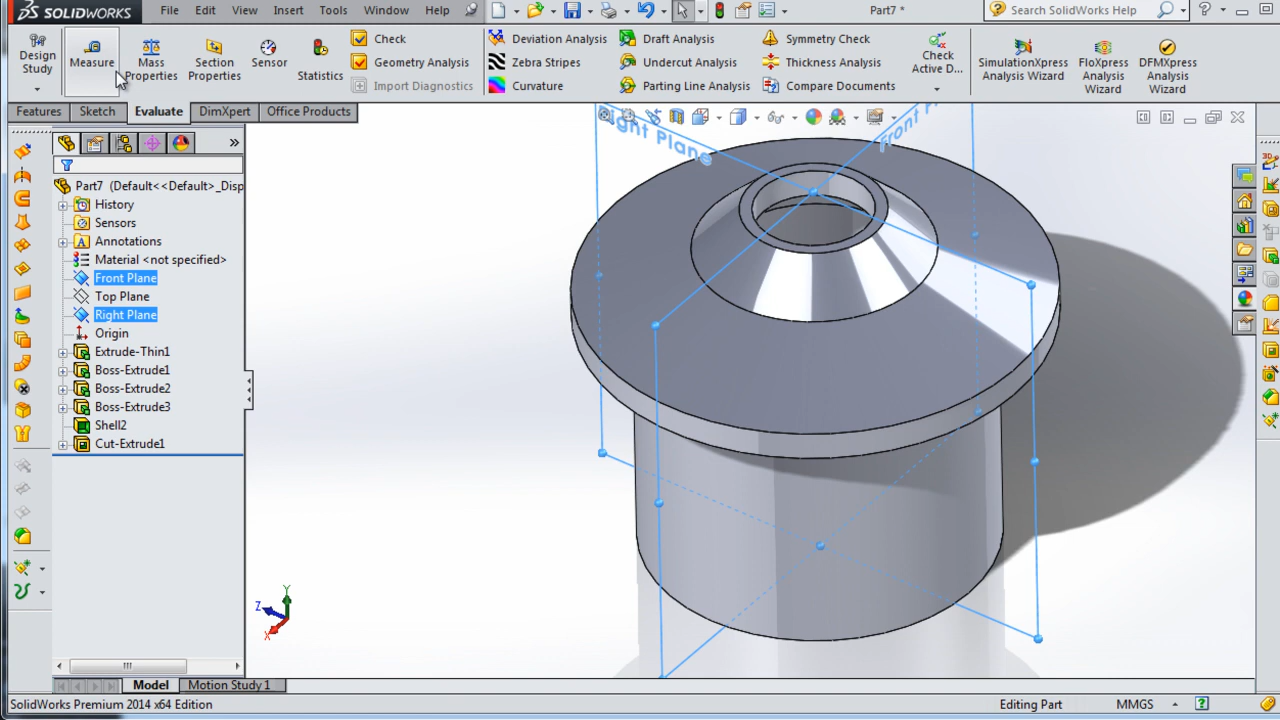 SOLIDWORKS File Edit View Insert Tools Window Help Part7 * Search SolidWorks Help ?
Design Study
Measure
Mass Properties
Section Properties
Sensor
Statistics
Check
Geometry Analysis
Import Diagnostics
Deviation Analysis
Zebra Stripes
Curvature
Draft Analysis
Undercut Analysis
Parting Line Analysis
Symmetry Check
Thickness Analysis
Compare Documents
Check Active D...
SimulationXpress Analysis Wizard
FloXpress Analysis Wizard
DFMXpress Analysis Wizard
Features Sketch Evaluate DimXpert Office Products
Part7 (Default<<Default>_Disp
History
Sensors
Annotations
Material <not specified>
Front Plane
Top Plane
Right Plane
Origin
Extrude-Thin1
Boss-Extrude1
Boss-Extrude2
Boss-Extrude3
Shell2
Cut-Extrude1
Right Plane
Front Pl
Y
Z
X
3D
Model Motion Study 1
SolidWorks Premium 2014 x64 Edition Editing Part MMGS ?